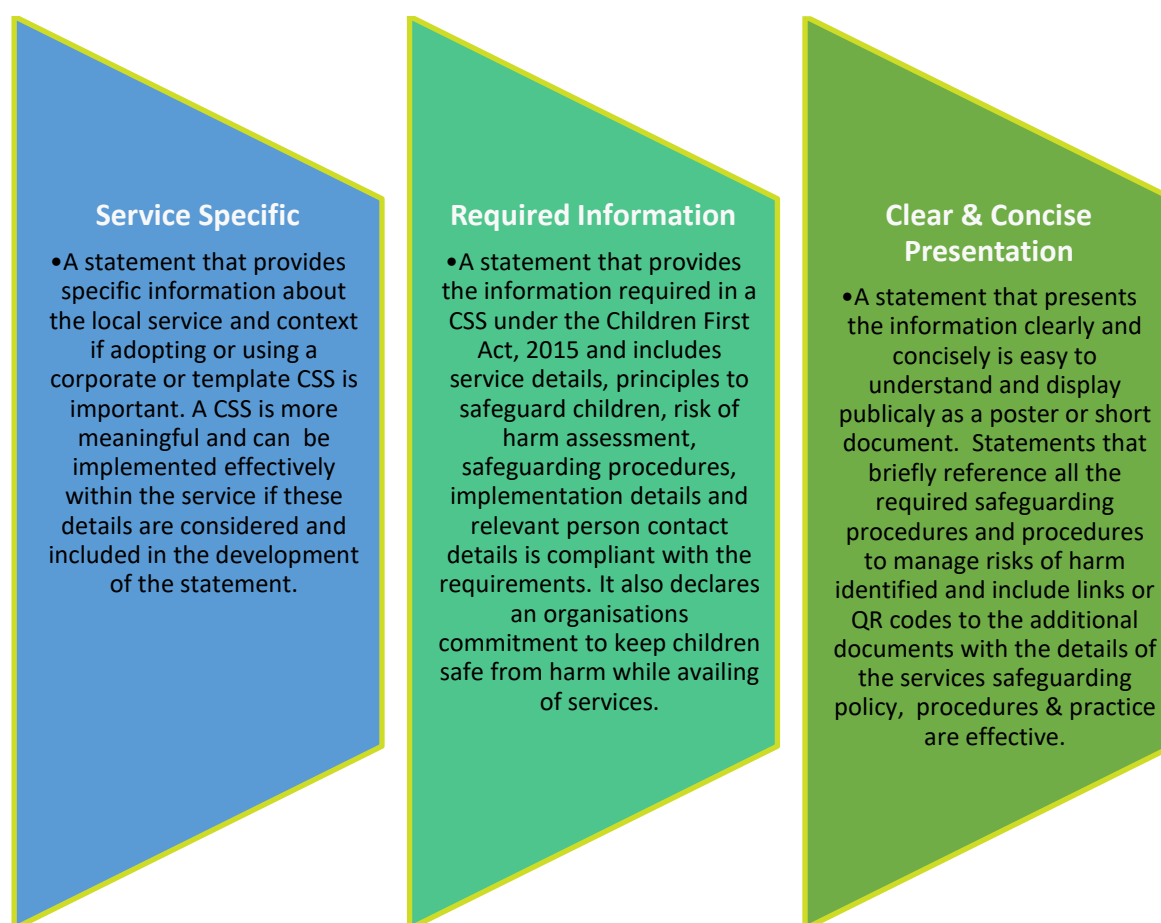 Service Specific
•A statement that provides
specific information about
the local service and context
if adopting or using a
corporate or template CSS is
important. A CSS is more
meaningful and can  be
implemented effectively
within the service if these
details are considered and
included in the development
of the statement.
Required Information
•A statement that provides
the information required in a
CSS under the Children First
Act, 2015 and includes
service details, principles to
safeguard children, risk of
harm assessment,
safeguarding procedures,
implementation details and
relevant person contact
details is compliant with the
requirements. It also declares
an organisations
commitment to keep children
safe from harm while availing
of services.
Clear & Concise
Presentation
•A statement that presents
the information clearly and
concisely is easy to
understand and display
publicaly as a poster or short
document.  Statements that
briefly reference all the
required safeguarding
procedures and procedures
to manage risks of harm
identified and include links or
QR codes to the additional
documents with the details of
the services safeguarding
policy,  procedures & practice
are effective.